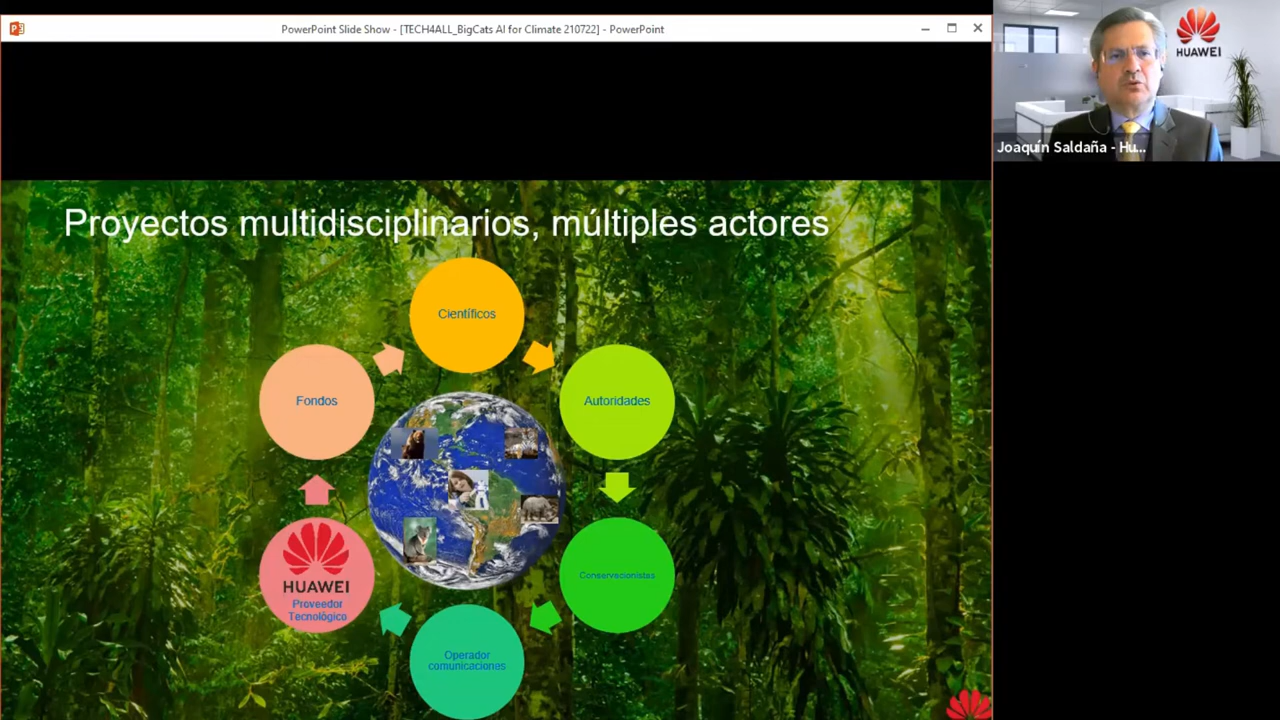 PowerPoint Slide Show - [TECH4ALL_BigCats AI for Climate 210722] - PowerPoint
HUAWEI
Joaquín Saldaña - Hu...
Proyectos multidisciplinarios, múltiples actores
Científicos
Fondos
Autoridades
HUAWEI
Proveedor
Tecnológico
Conservacionistas
Operador
comunicaciones